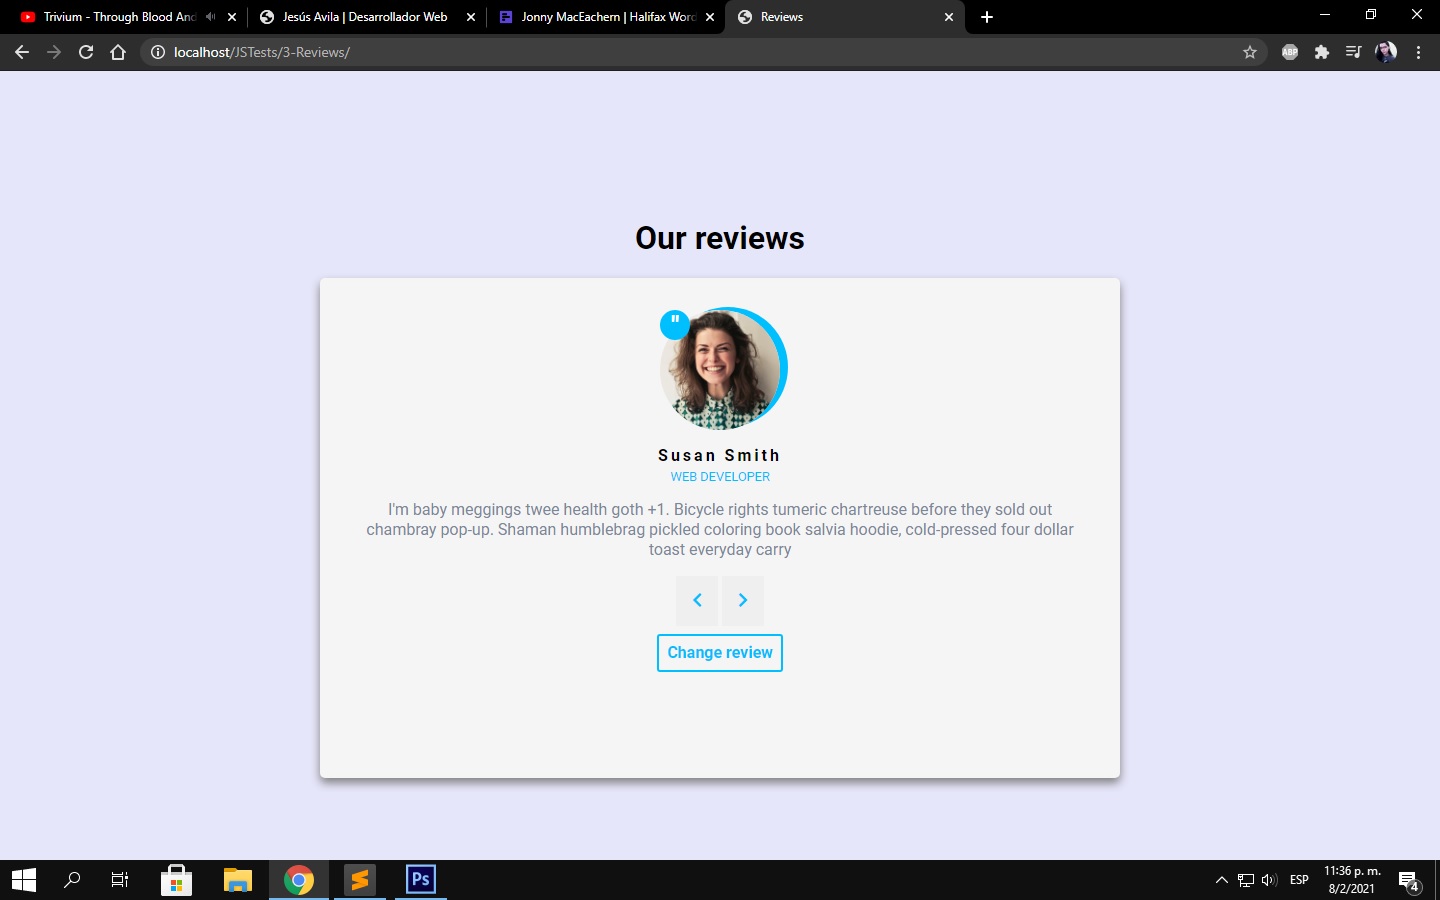 Trivium - Through Blood And
Jesús Avila | Desarrollador Web
Jonny MacEachern | Halifax Word
Reviews
localhost/JSTests/3-Reviews/
ABP
Our reviews
"
Susan Smith
WEB DEVELOPER
I'm baby meggings twee health goth +1. Bicycle rights tumeric chartreuse before they sold out
chambray pop-up. Shaman humblebrag pickled coloring book salvia hoodie, cold-pressed four dollar
toast everyday carry
Change review
Ps
ESP
11:36 p. m.
8/2/2021
4